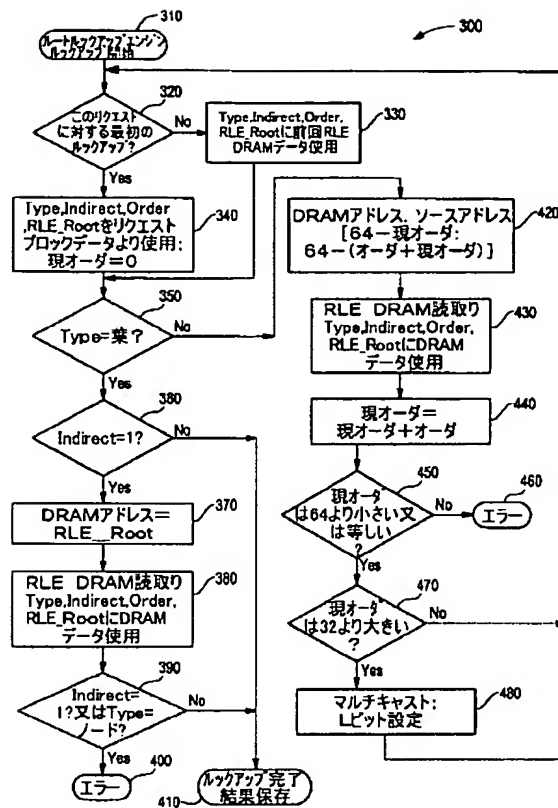 310
ルートルックアップエンジン
ルックアップ開始
300
320
このリクエスト
に対する最初の
ルックアップ?
No
Yes
330
Type,Indirect,Order,
RLE_Rootに前回RLE
DRAMデータ使用
340
Type,Indirect,Order
,RLE_Rootをリクエスト
ブロックデータより使用:
現オーダ=0
350
Type=葉?
No
Yes
380
Indirect=1?
No
Yes
370
DRAMアドレス=
RLE__Root
380
RLE DRAM読取り
Type,Indirect,Order,
RLE_RootにDRAM
データ使用
390
Indirect=
1?又はType=
ノード?
No
Yes
400
エラー
410
ルックアップ完了
結果保存
420
DRAMアドレス.ソースアドレス
[64-現オーダ:
64-(オーダ+現オーダ)]
430
RLE DRAM読取り
Type,Indirect,Order,
RLE_RootにDRAM
データ使用
440
現オーダ=
現オーダ+オーダ
450
現オーダ
は64より小さい又
は等しい
?
No
Yes
460
エラー
470
現オーダ
は32より大きい
?
No
Yes
480
マルチキャスト:
Lビット設定